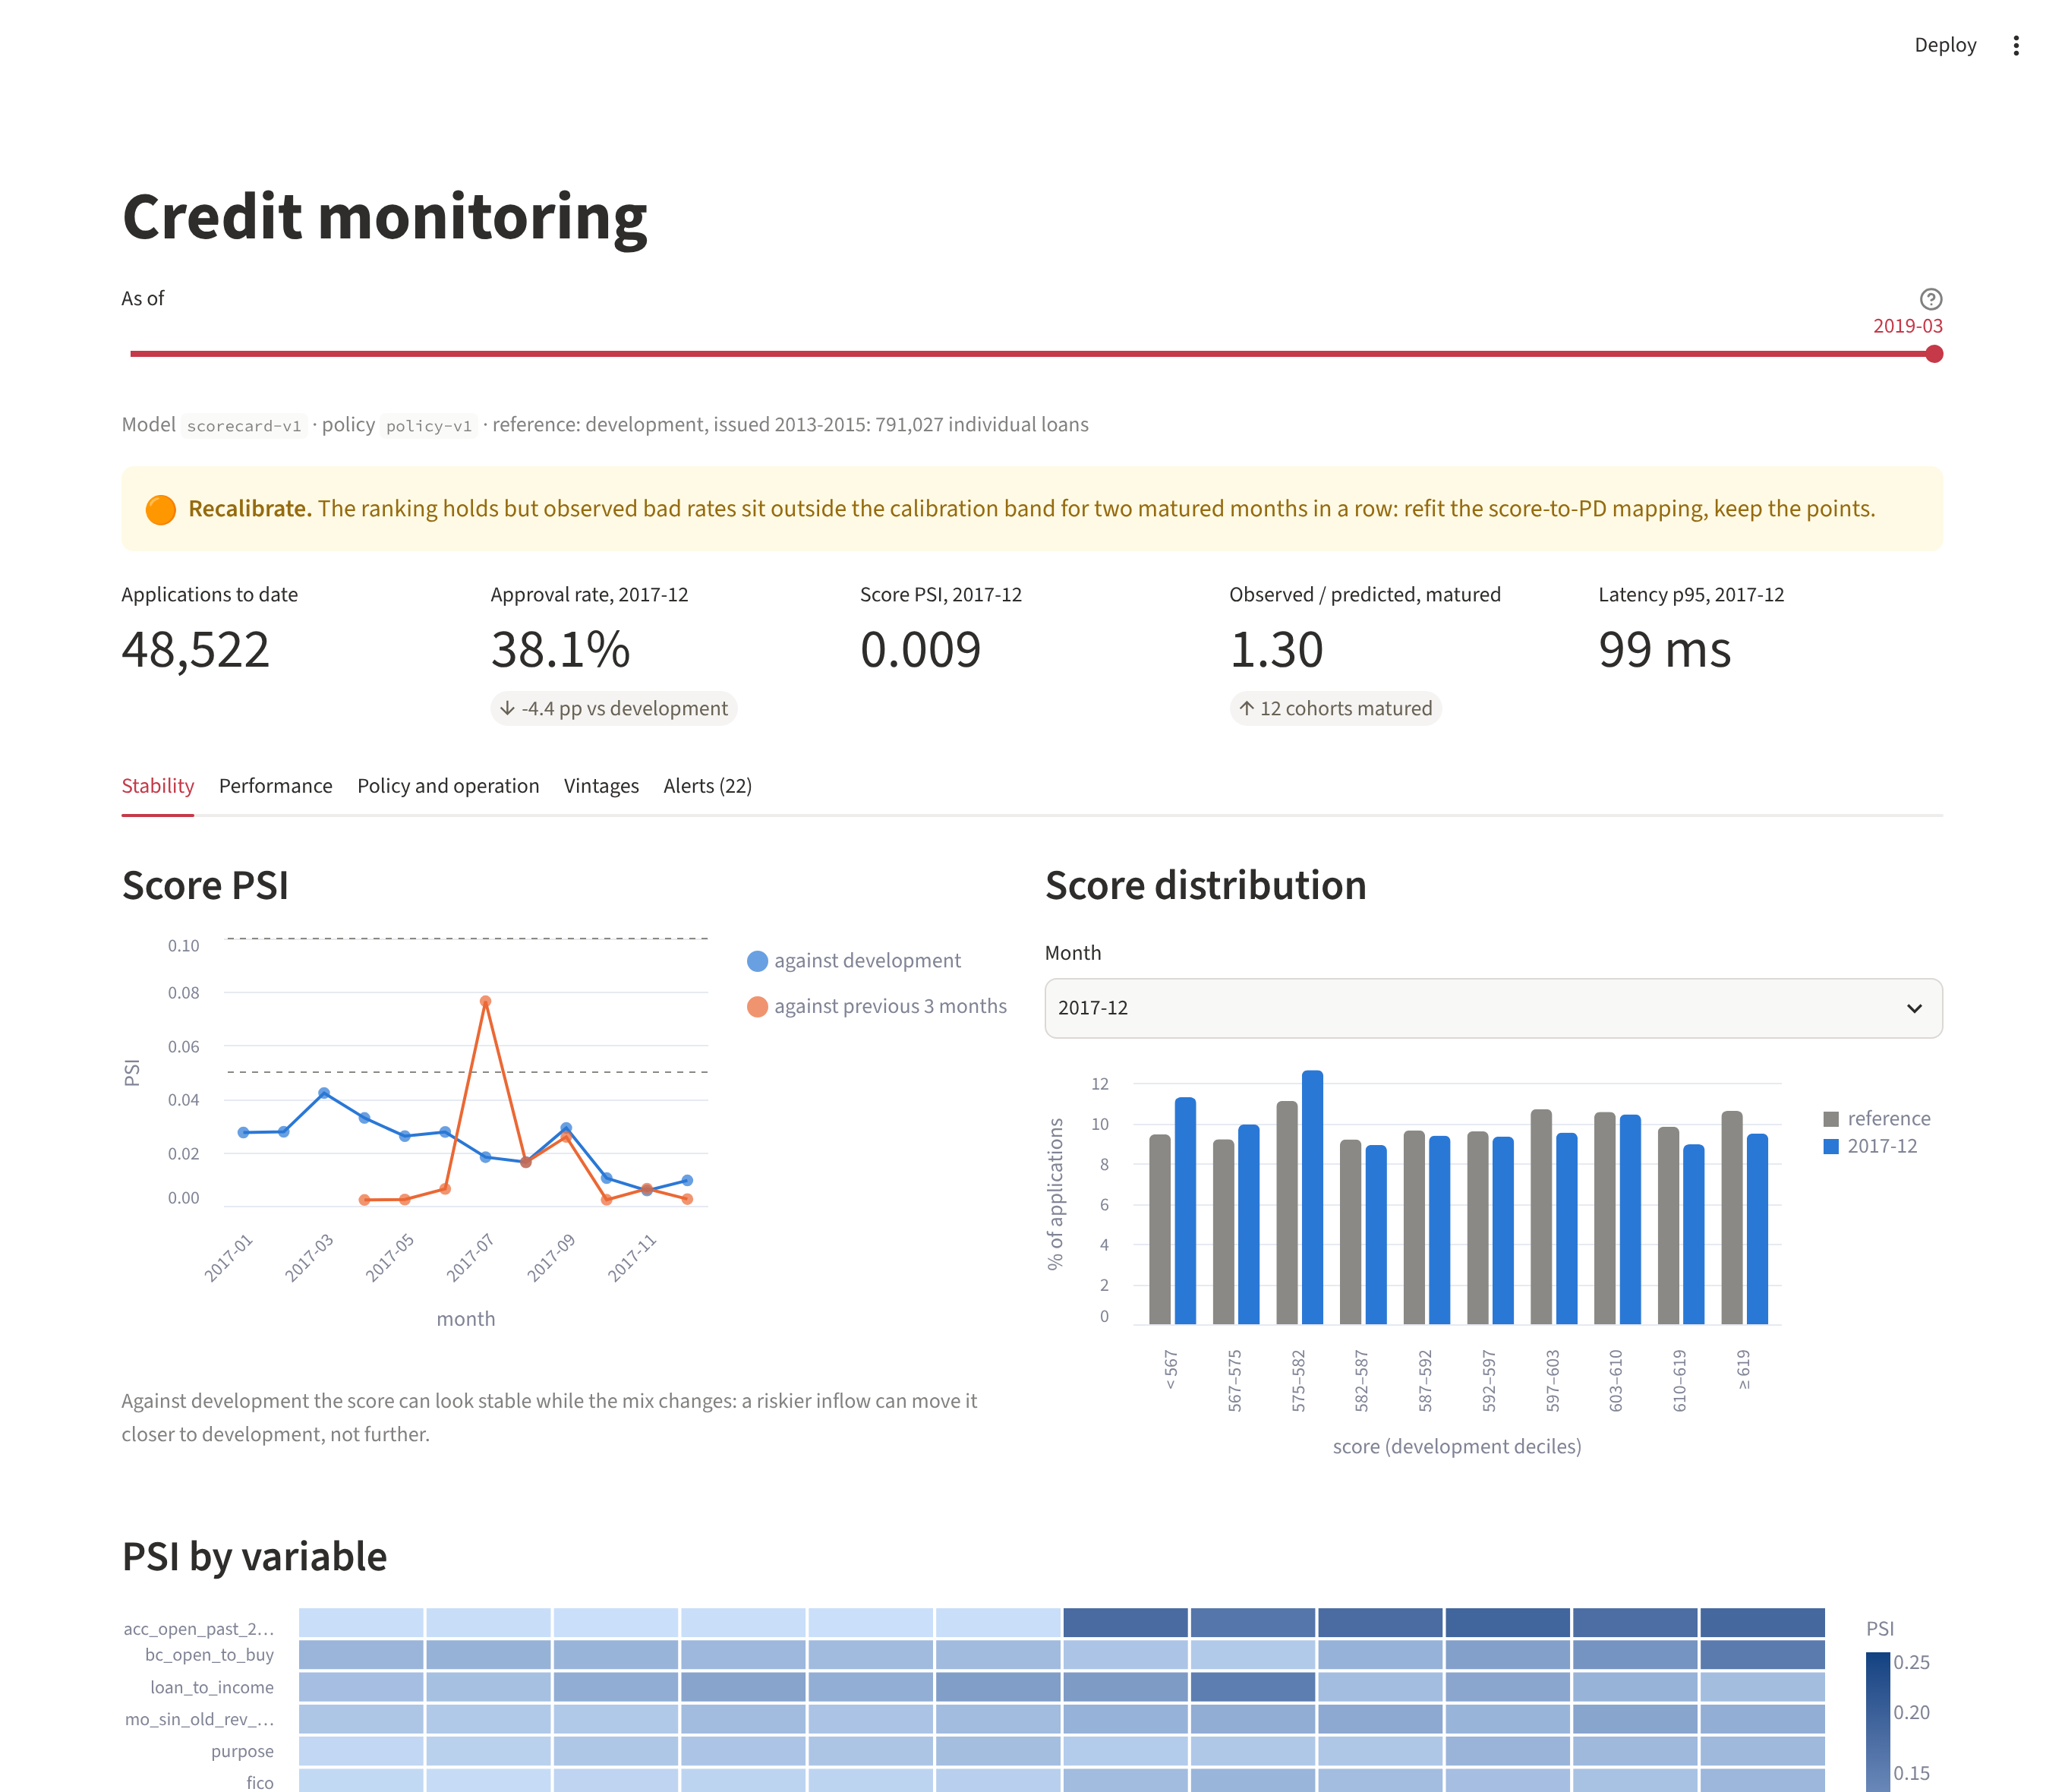 Deploy
Credit monitoring
As of
2019-03
Model scorecard-v1 · policy policy-v1 · reference: development, issued 2013-2015: 791,027 individual loans
Recalibrate. The ranking holds but observed bad rates sit outside the calibration band for two matured months in a row: refit the score-to-PD mapping, keep the points.
Applications to date
48,522
Approval rate, 2017-12
38.1%
↓ -4.4 pp vs development
Score PSI, 2017-12
0.009
Observed / predicted, matured
1.30
↑ 12 cohorts matured
Latency p95, 2017-12
99 ms
Stability Performance Policy and operation Vintages Alerts (22)
Score PSI
PSI
0.10
0.08
0.06
0.04
0.02
0.00
2017-01
2017-03
2017-05
2017-07
2017-09
2017-11
month
against development
against previous 3 months
Against development the score can look stable while the mix changes: a riskier inflow can move it
closer to development, not further.
Score distribution
Month
2017-12
% of applications
12
10
8
6
4
2
0
< 567
567–575
575–582
582–587
587–592
592–597
597–603
603–610
610–619
≥ 619
score (development deciles)
reference
2017-12
PSI by variable
acc_open_past_2…
bc_open_to_buy
loan_to_income
mo_sin_old_rev_…
purpose
fico
PSI
0.25
0.20
0.15